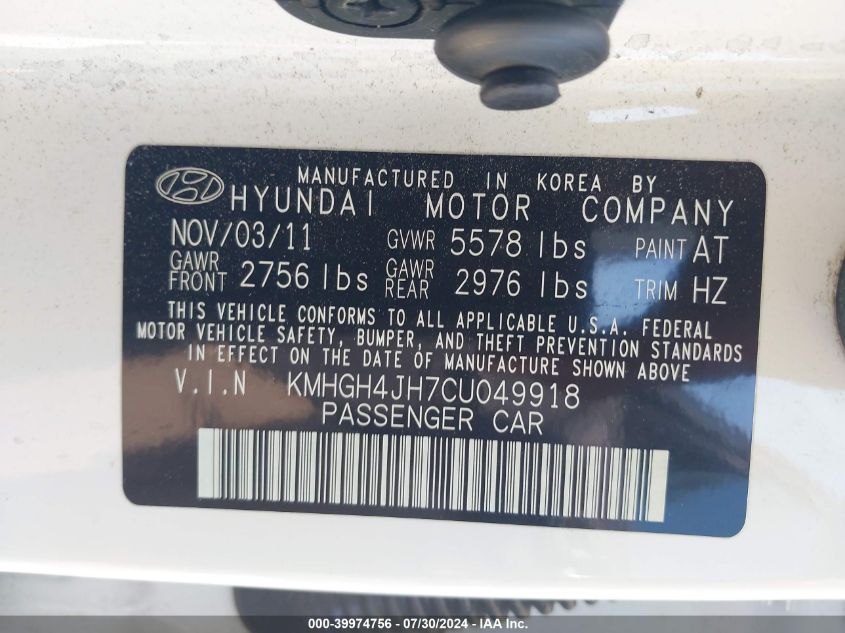 MANUFACTURED IN KOREA BY
HYUNDAI MOTOR COMPANY
NOV/03/11 GVWR 5578 lbs PAINT AT
GAWR FRONT 2756 lbs GAWR REAR 2976 lbs TRIM HZ
THIS VEHICLE CONFORMS TO ALL APPLICABLE U.S.A. FEDERAL
MOTOR VEHICLE SAFETY, BUMPER, AND THEFT PREVENTION STANDARDS
IN EFFECT ON THE DATE OF MANUFACTURE SHOWN ABOVE
V.I.N KMHGH4JH7CU049918
PASSENGER CAR
000-39974756 - 07/30/2024 - IAA Inc.